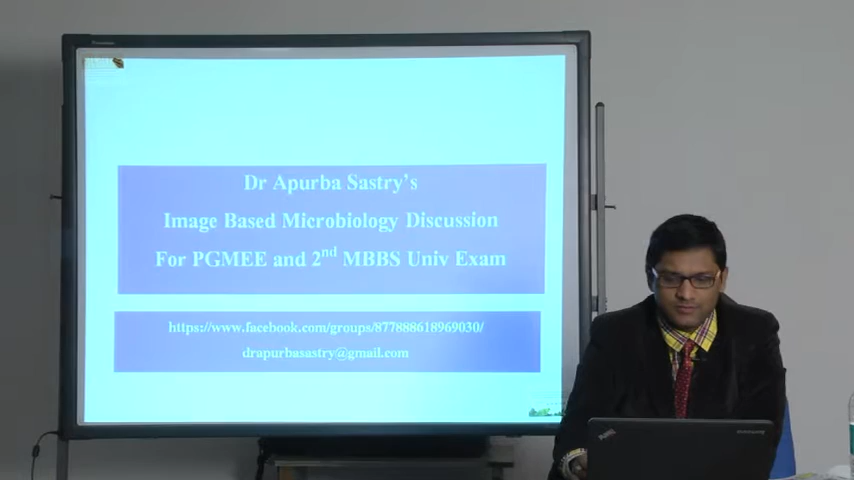 Dr Apurba Sastry's
Image Based Microbiology Discussion
For PGMEE and 2nd MBBS Univ Exam
https://www.facebook.com/groups/877888618969030/
drapurbasastry@gmail.com